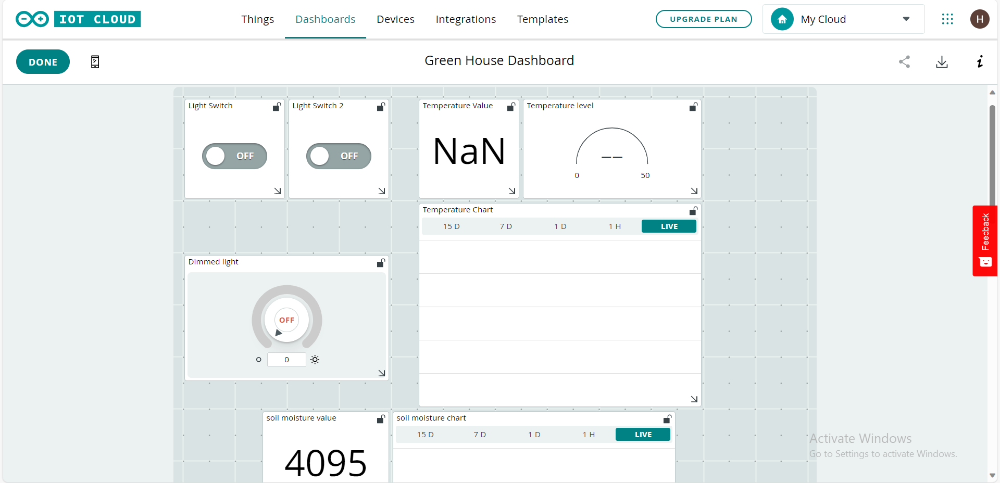 IOT CLOUD
Things Dashboards Devices Integrations Templates
UPGRADE PLAN
My Cloud
H
DONE
Green House Dashboard
i
Light Switch
OFF
Light Switch 2
OFF
Temperature Value
NaN
Temperature level
--
0 50
Temperature Chart
15 D 7 D 1 D 1 H LIVE
Feedback
Dimmed light
OFF
0
soil moisture value
4095
soil moisture chart
15 D 7 D 1 D 1 H LIVE
Activate Windows
Go to Settings to activate Windows.